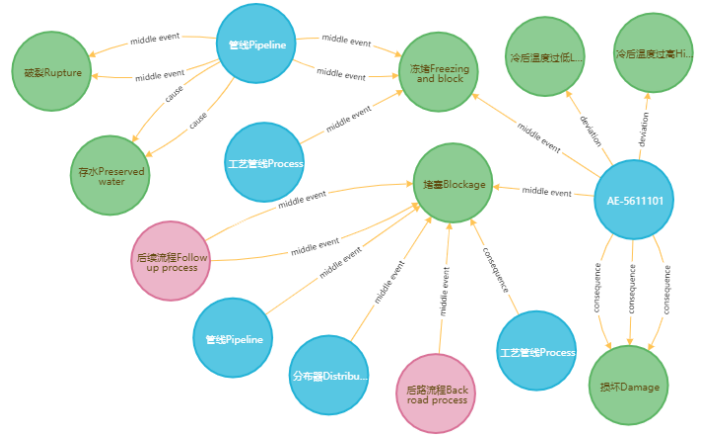 管线Pipeline
middle event
middle event
middle event
middle event
cause
cause
破裂Rupture
存水Preserved
water
冻堵Freezing
and block
冷后温度过低L...
冷后温度过高Hi...
工艺管线Process
middle event
middle event
deviation
deviation
AE-5611101
堵塞Blockage
middle event
middle event
middle event
middle event
middle event
middle event
consequence
consequence
consequence
consequence
后续流程Follow
up process
管线Pipeline
分布器Distribu...
后路流程Back
road process
工艺管线Process
损坏Damage